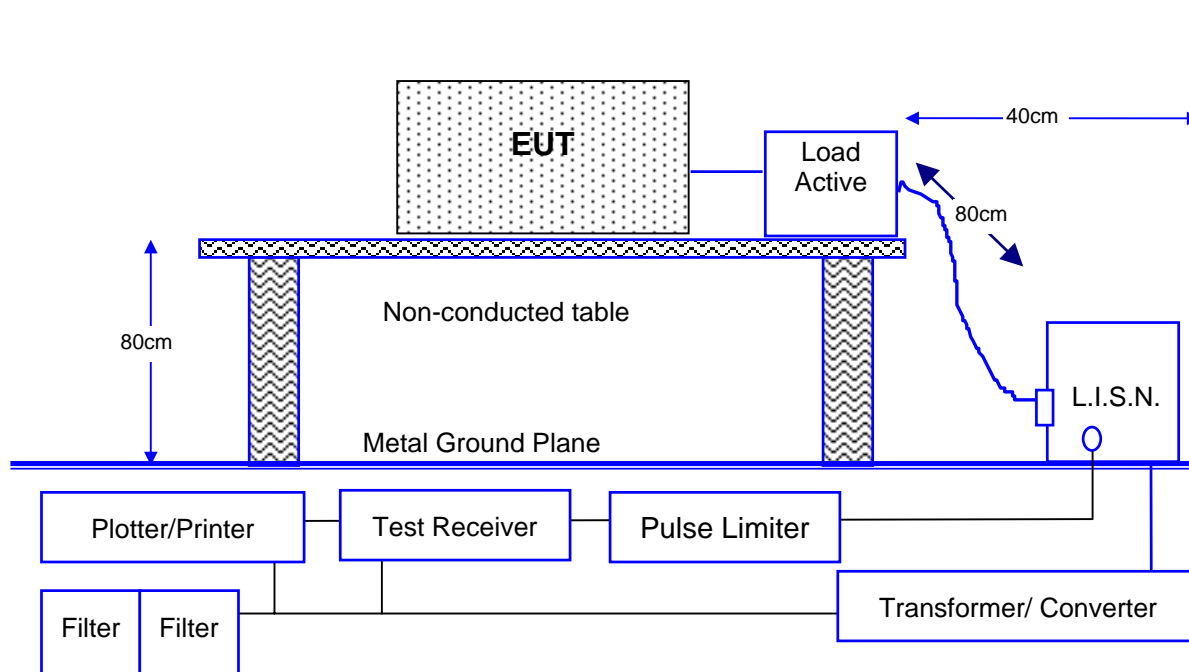 EUT
Load
Active
40cm
80cm
Non-conducted table
80cm
L.I.S.N.
Metal Ground Plane
Plotter/Printer
Test Receiver
Pulse Limiter
Transformer/ Converter
Filter
Filter